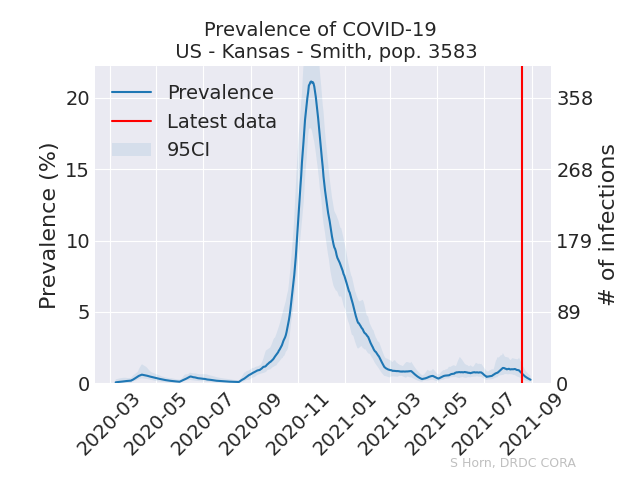 Prevalence of COVID-19
US - Kansas - Smith, pop. 3583
Prevalence
Latest data
95CI
Prevalence (%)
20
15
10
5
0
358
268
179
89
0
# of infections
2020-03
2020-05
2020-07
2020-09
2020-11
2021-01
2021-03
2021-05
2021-07
2021-09
S Horn, DRDC CORA